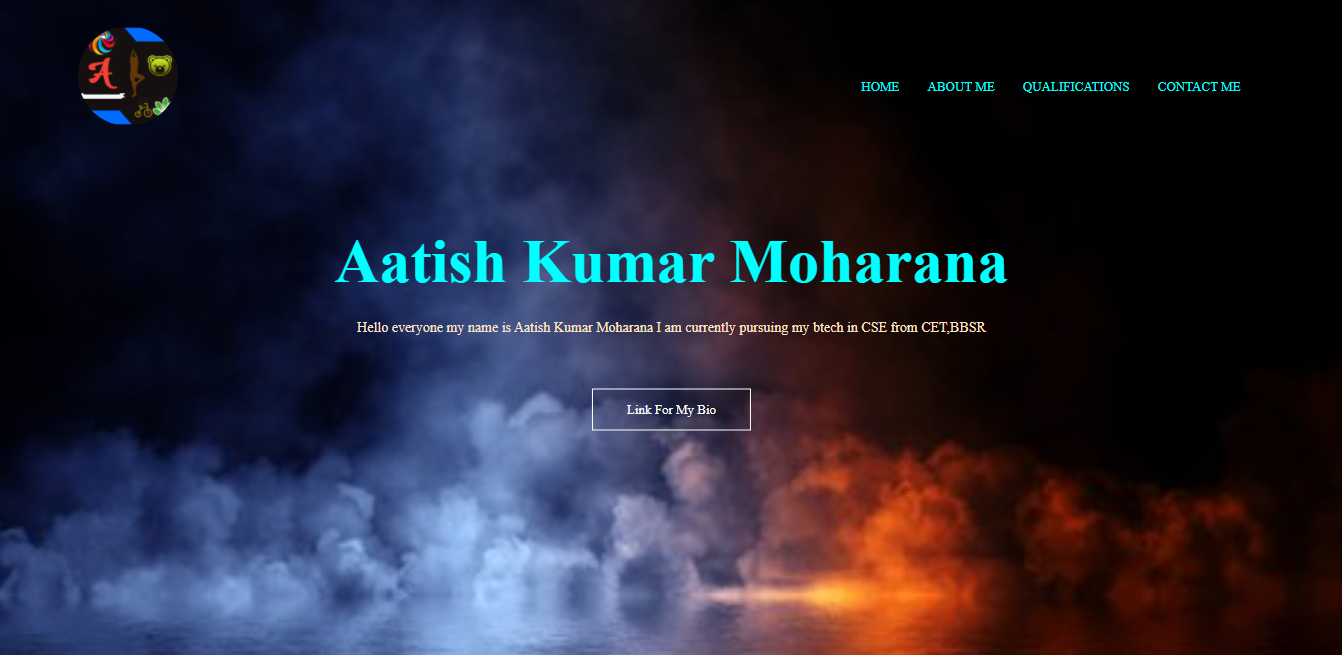 A
HOME ABOUT ME QUALIFICATIONS CONTACT ME
Aatish Kumar Moharana
Hello everyone my name is Aatish Kumar Moharana I am currently pursuing my btech in CSE from CET,BBSR
Link For My Bio